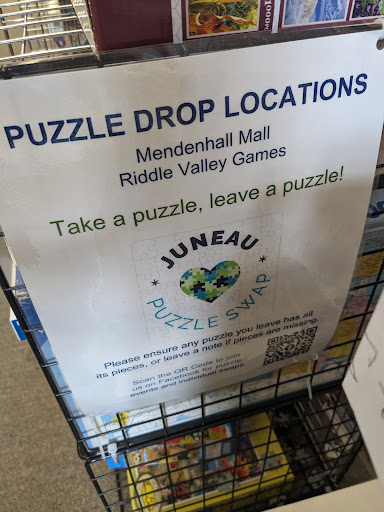 PUZZLE DROP LOCATIONS
Mendenhall Mall
Riddle Valley Games
Take a puzzle, leave a puzzle!
JUNEAU
PUZZLE SWAP
Please ensure any puzzle you leave has all
its pieces, or leave a note if pieces are missing.
Scan the QR Code to join
us on Facebook for puzzle
events and individual swaps